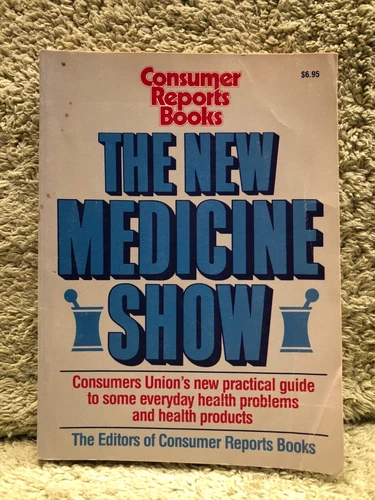 Consumer
Reports
Books
$6.95
THE NEW
MEDICINE
SHOW
Consumers Union's new practical guide
to some everyday health problems
and health products
The Editors of Consumer Reports Books